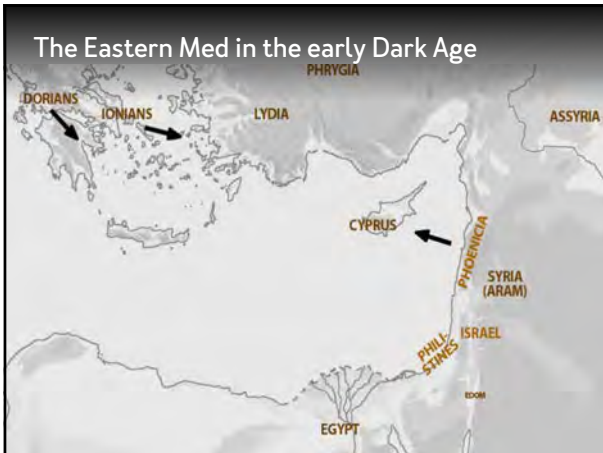 The Eastern Med in the early Dark Age
PHRYGIA
DORIANS
IONIANS
LYDIA
ASSYRIA
CYPRUS
PHOENICIA
SYRIA
(ARAM)
PHILI-
STINES
ISRAEL
EDOM
EGYPT